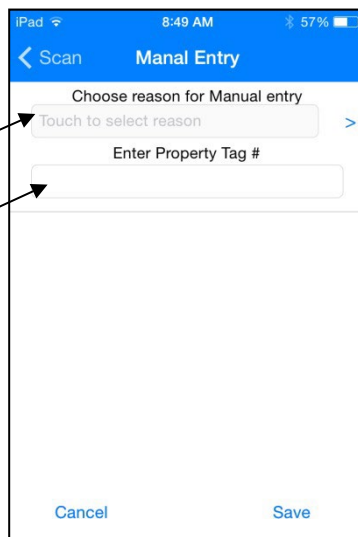 iPad 8:49 AM 57%
< Scan Manal Entry
Choose reason for Manual entry
Touch to select reason >
Enter Property Tag #
Cancel Save